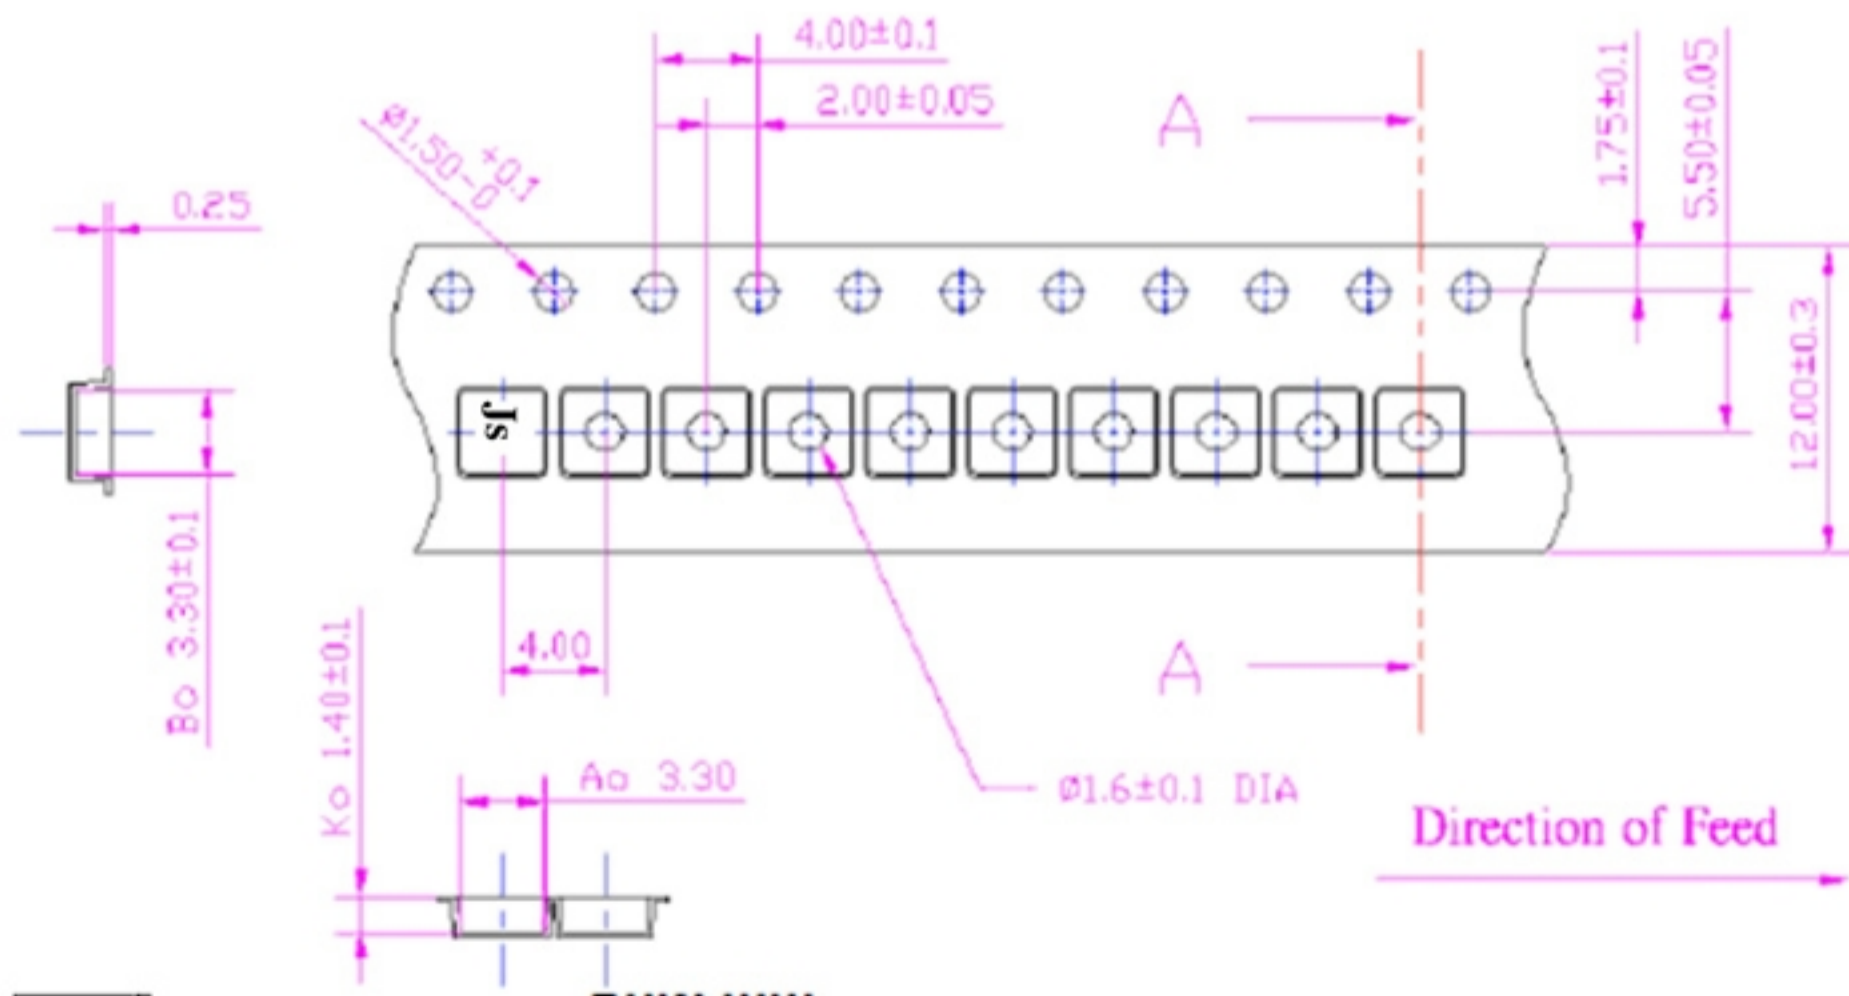 4.00±0.1
2.00±0.05
A
1.75±0.1
5.50±0.05
Ø1.50 +0.1 -0
0.25
12.00±0.3
Js
Bo 3.30±0.1
4.00
Ko 1.40±0.1
A
Ao 3.30
Ø1.6±0.1 DIA
Direction of Feed